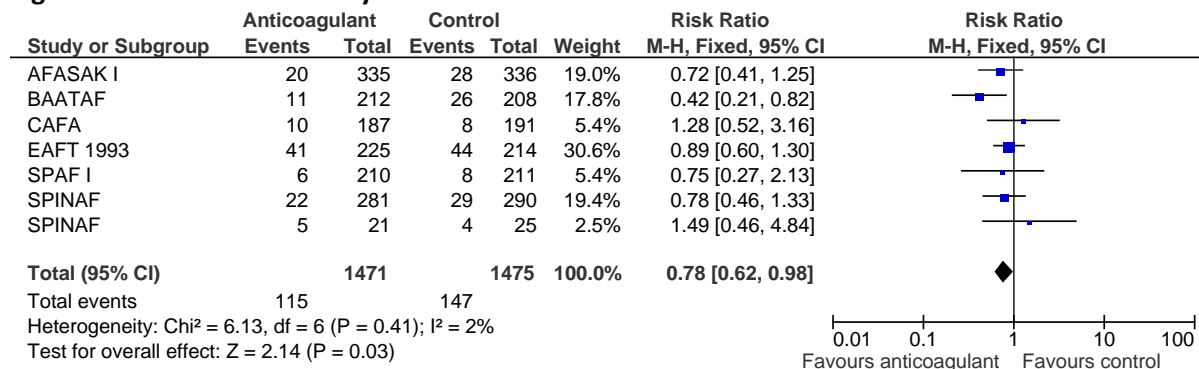 Anticoagulant Control Risk Ratio Risk Ratio
Study or Subgroup Events Total Events Total Weight M-H, Fixed, 95% CI M-H, Fixed, 95% CI
AFASAK I 20 335 28 336 19.0% 0.72 [0.41, 1.25]
BAATAF 11 212 26 208 17.8% 0.42 [0.21, 0.82]
CAFA 10 187 8 191 5.4% 1.28 [0.52, 3.16]
EAFT 1993 41 225 44 214 30.6% 0.89 [0.60, 1.30]
SPAF I 6 210 8 211 5.4% 0.75 [0.27, 2.13]
SPINAF 22 281 29 290 19.4% 0.78 [0.46, 1.33]
SPINAF 5 21 4 25 2.5% 1.49 [0.46, 4.84]
Total (95% CI) 1471 1475 100.0% 0.78 [0.62, 0.98]
Total events 115 147
Heterogeneity: Chi² = 6.13, df = 6 (P = 0.41); I² = 2%
Test for overall effect: Z = 2.14 (P = 0.03)
0.01 0.1 1 10 100
Favours anticoagulant Favours control